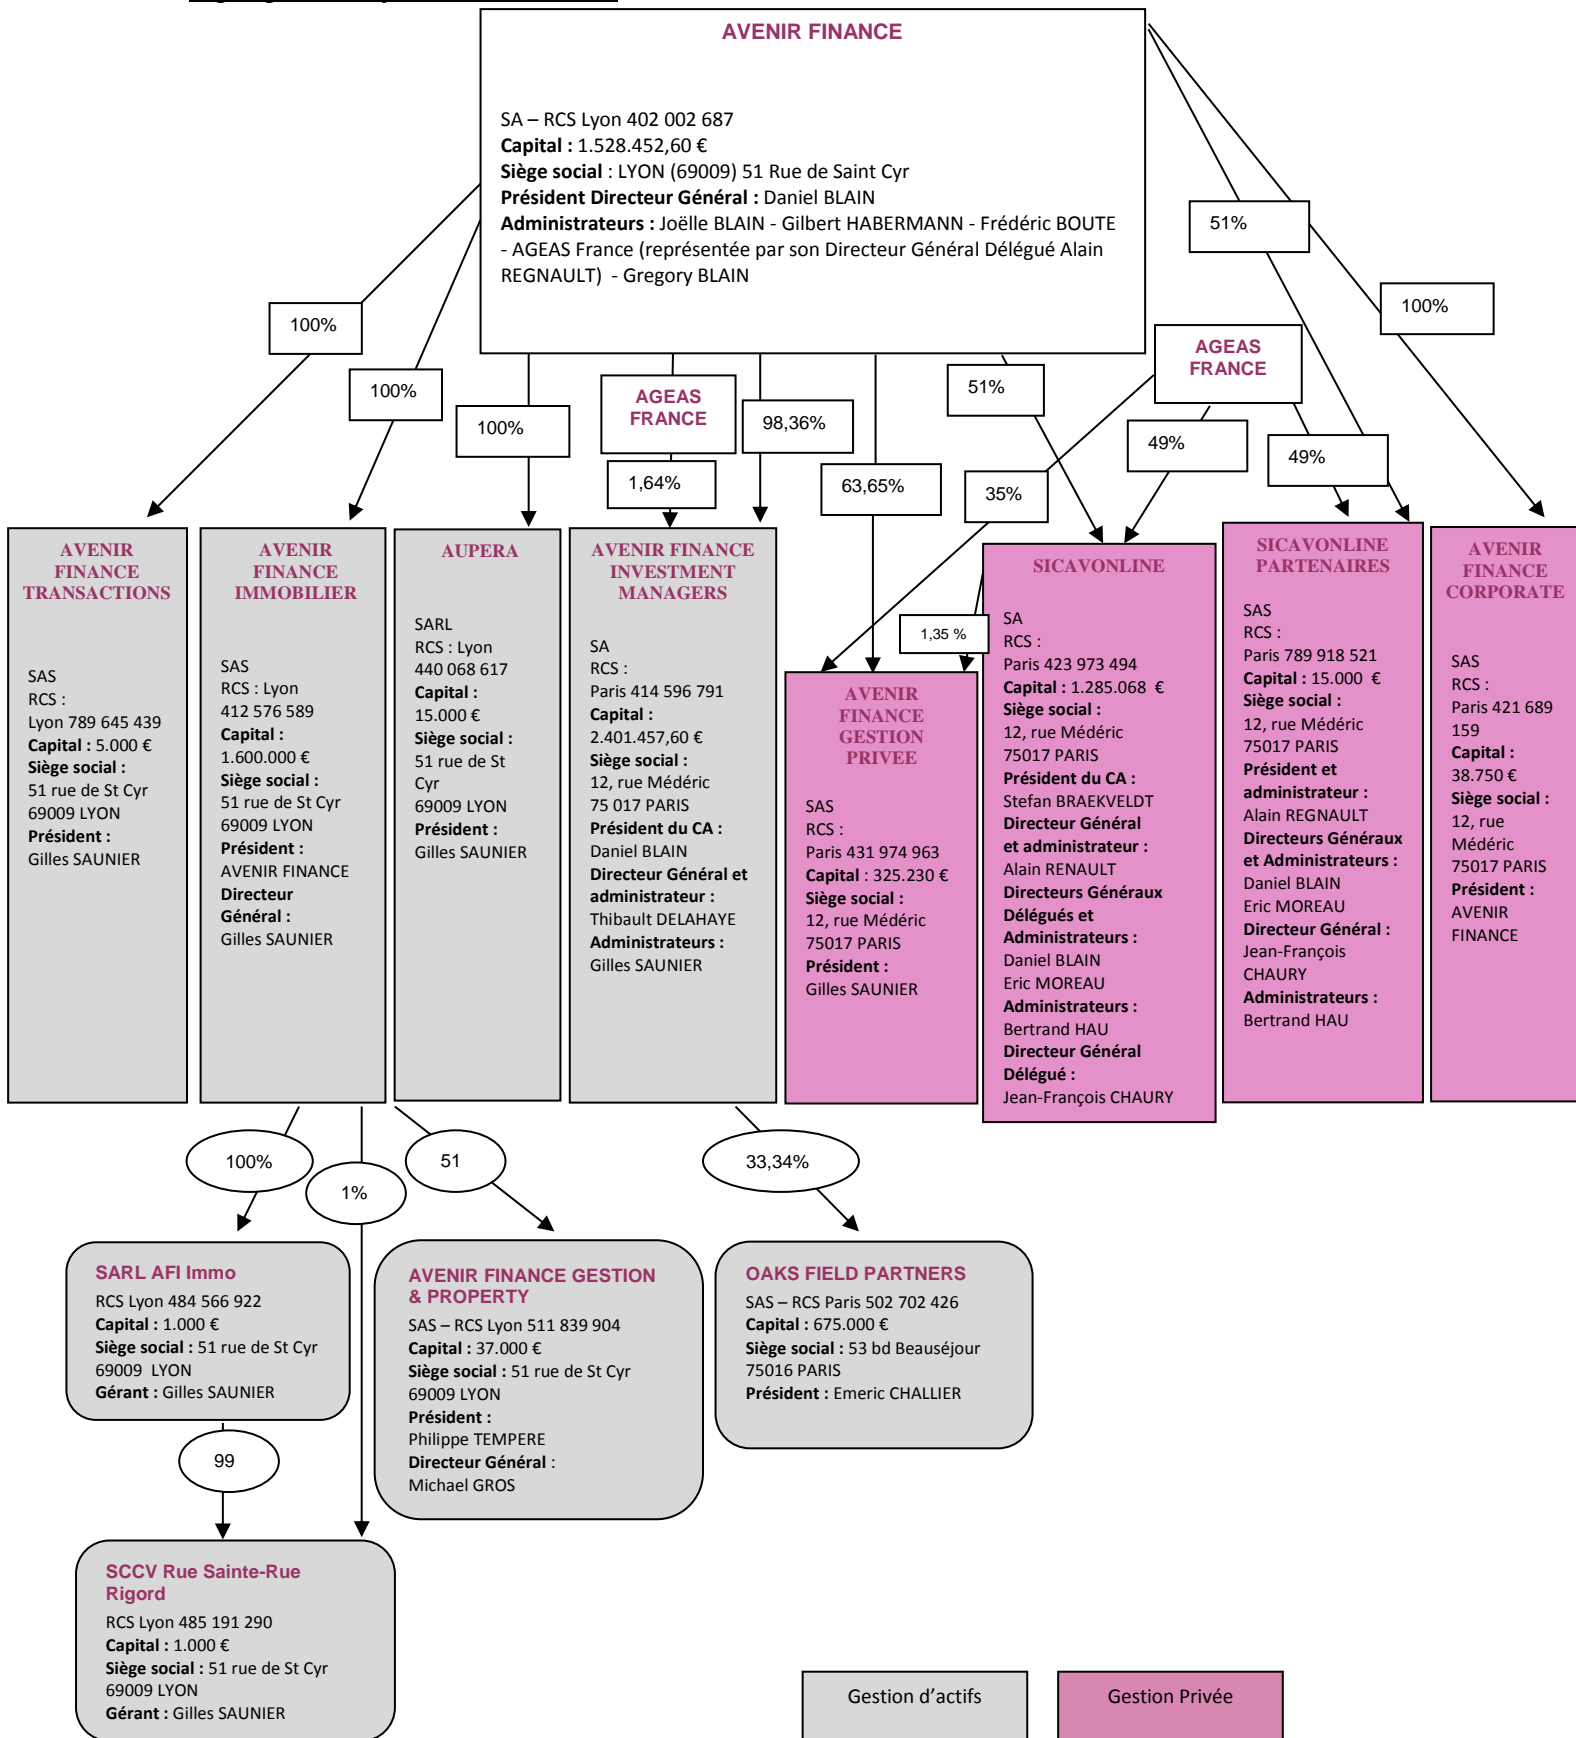 AVENIR FINANCE
SA – RCS Lyon 402 002 687
Capital : 1.528.452,60 €
Siège social : LYON (69009) 51 Rue de Saint Cyr
Président Directeur Général : Daniel BLAIN
Administrateurs : Joëlle BLAIN - Gilbert HABERMANN - Frédéric BOUTE
- AGEAS France (représentée par son Directeur Général Délégué Alain
REGNAULT)  - Gregory BLAIN
100%
100%
100%
AGEAS
FRANCE
1,64%
98,36%
63,65%
51%
35%
AGEAS
FRANCE
49%
49%
51%
100%
1,35 %
AVENIR
FINANCE
TRANSACTIONS
SAS
RCS :
Lyon 789 645 439
Capital : 5.000 €
Siège social :
51 rue de St Cyr
69009 LYON
Président :
Gilles SAUNIER
AVENIR
FINANCE
IMMOBILIER
SAS
RCS : Lyon
412 576 589
Capital :
1.600.000 €
Siège social :
51 rue de St Cyr
69009 LYON
Président :
AVENIR FINANCE
Directeur
Général :
Gilles SAUNIER
AUPERA
SARL
RCS : Lyon
440 068 617
Capital :
15.000 €
Siège social :
51 rue de St
Cyr
69009 LYON
Président :
Gilles SAUNIER
AVENIR FINANCE
INVESTMENT
MANAGERS
SA
RCS :
Paris 414 596 791
Capital :
2.401.457,60 €
Siège social :
12, rue Médéric
75 017 PARIS
Président du CA :
Daniel BLAIN
Directeur Général et
administrateur :
Thibault DELAHAYE
Administrateurs :
Gilles SAUNIER
AVENIR
FINANCE
GESTION
PRIVEE
SAS
RCS :
Paris 431 974 963
Capital : 325.230 €
Siège social :
12, rue Médéric
75017 PARIS
Président :
Gilles SAUNIER
SICAVONLINE
SA
RCS :
Paris 423 973 494
Capital : 1.285.068  €
Siège social :
12, rue Médéric
75017 PARIS
Président du CA :
Stefan BRAEKVELDT
Directeur Général
et administrateur :
Alain RENAULT
Directeurs Généraux
Délégués et
Administrateurs :
Daniel BLAIN
Eric MOREAU
Administrateurs :
Bertrand HAU
Directeur Général
Délégué :
Jean-François CHAURY
SICAVONLINE
PARTENAIRES
SAS
RCS :
Paris 789 918 521
Capital : 15.000  €
Siège social :
12, rue Médéric
75017 PARIS
Président et
administrateur :
Alain REGNAULT
Directeurs Généraux
et Administrateurs :
Daniel BLAIN
Eric MOREAU
Directeur Général :
Jean-François
CHAURY
Administrateurs :
Bertrand HAU
AVENIR
FINANCE
CORPORATE
SAS
RCS :
Paris 421 689
159
Capital :
38.750 €
Siège social :
12, rue
Médéric
75017 PARIS
Président :
AVENIR
FINANCE
100%
1%
51
33,34%
SARL AFI Immo
RCS Lyon 484 566 922
Capital : 1.000 €
Siège social : 51 rue de St Cyr
69009  LYON
Gérant : Gilles SAUNIER
AVENIR FINANCE GESTION
& PROPERTY
SAS – RCS Lyon 511 839 904
Capital : 37.000 €
Siège social : 51 rue de St Cyr
69009 LYON
Président :
Philippe TEMPERE
Directeur Général :
Michael GROS
OAKS FIELD PARTNERS
SAS – RCS Paris 502 702 426
Capital : 675.000 €
Siège social : 53 bd Beauséjour
75016 PARIS
Président : Emeric CHALLIER
99
SCCV Rue Sainte-Rue
Rigord
RCS Lyon 485 191 290
Capital : 1.000 €
Siège social : 51 rue de St Cyr
69009 LYON
Gérant : Gilles SAUNIER
Gestion d’actifs
Gestion Privée